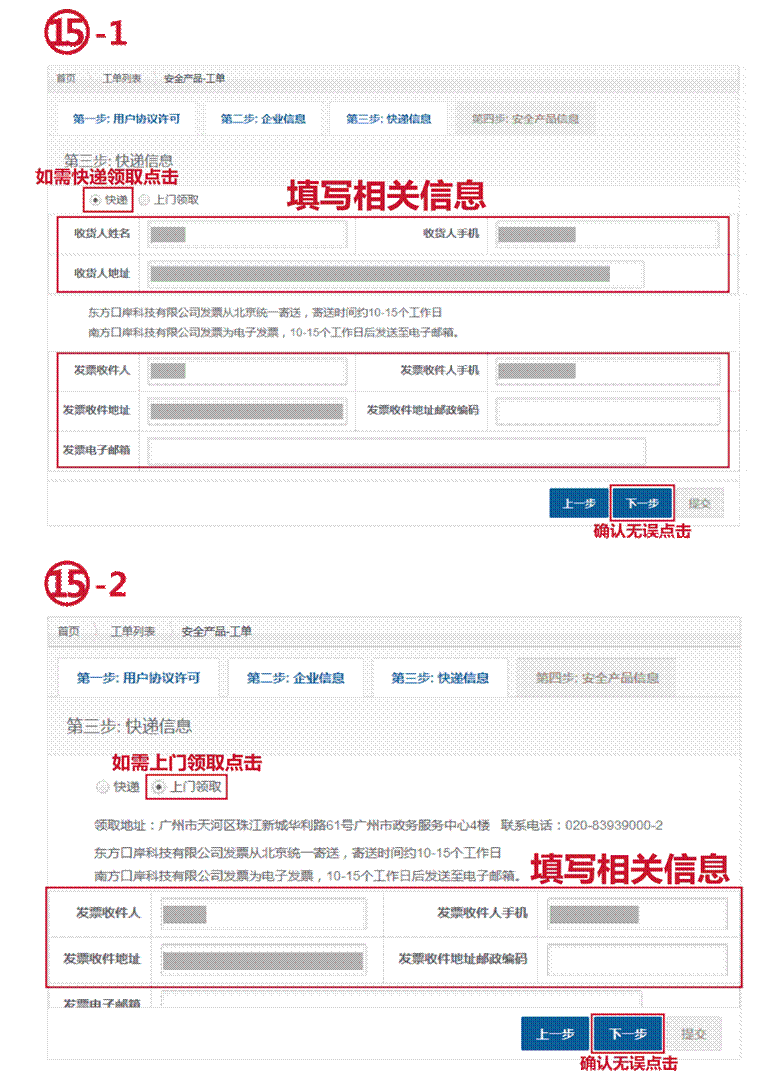 ⑮-1
首页 工单列表 安全产品-工单
第一步: 用户协议许可 第二步: 企业信息 第三步: 快递信息 第四步: 安全产品信息
第三步: 快递信息
如需快递领取点击
快递 上门领取 填写相关信息
收货人姓名 收货人手机
收货人地址
东方口岸科技有限公司发票从北京统一寄送，寄送时间约10-15个工作日
南方口岸科技有限公司发票为电子发票，10-15个工作日后发送至电子邮箱。
发票收件人 发票收件人手机
发票收件地址 发票收件地址邮政编码
发票电子邮箱
上一步 下一步 提交
确认无误点击
⑮-2
首页 工单列表 安全产品-工单
第一步: 用户协议许可 第二步: 企业信息 第三步: 快递信息 第四步: 安全产品信息
第三步: 快递信息
如需上门领取点击
快递 上门领取
领取地址：广州市天河区珠江新城华利路61号广州市政务服务中心4楼 联系电话：020-83939000-2
东方口岸科技有限公司发票从北京统一寄送，寄送时间约10-15个工作日
南方口岸科技有限公司发票为电子发票，10-15个工作日后发送至电子邮箱。
填写相关信息
发票收件人 发票收件人手机
发票收件地址 发票收件地址邮政编码
发票电子邮箱
上一步 下一步 提交
确认无误点击